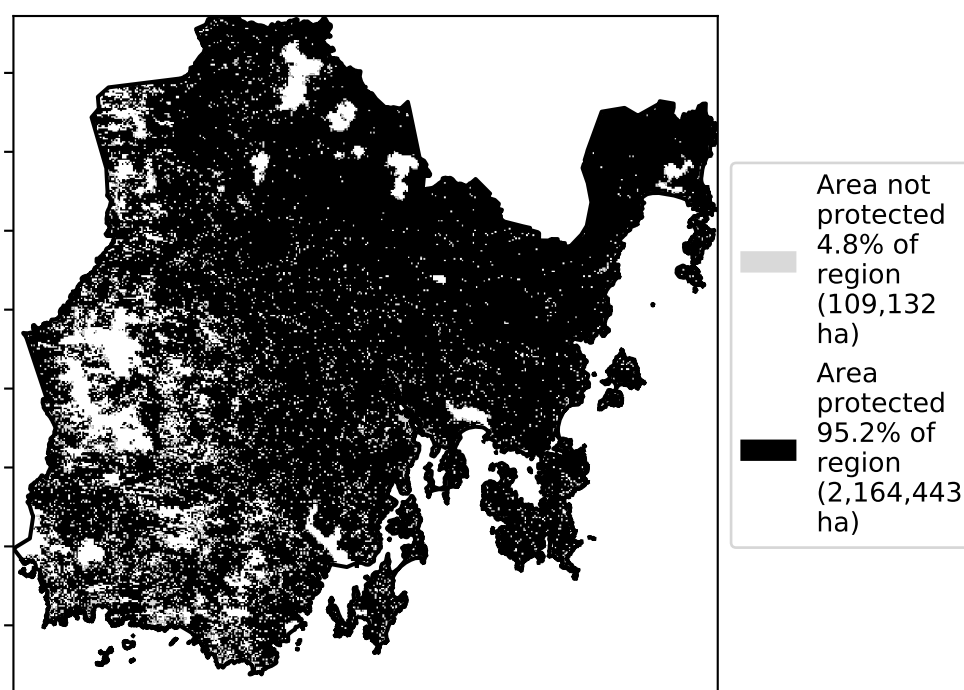 Area not
protected
4.8% of
region
(109,132
ha)
Area
protected
95.2% of
region
(2,164,443
ha)